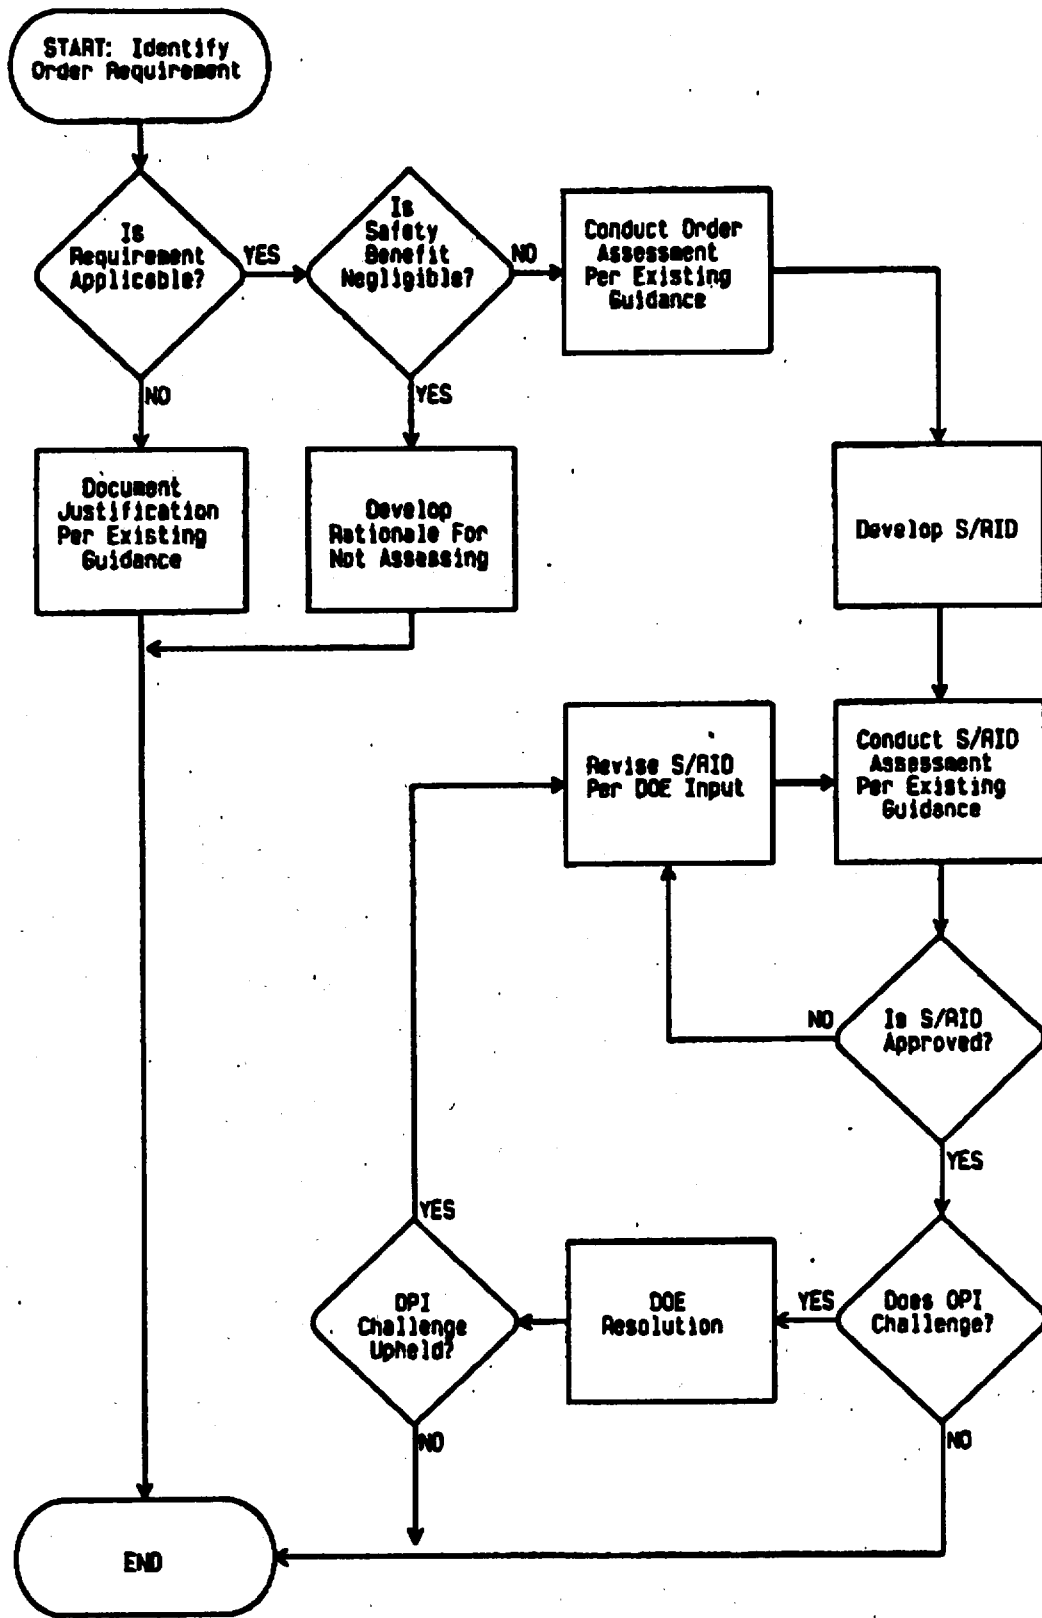 START: Identify
Order Requirement
Is
Requirement
Applicable?
YES
NO
Is
Safety
Benefit
Negligible?
NO
YES
Conduct Order
Assessment
Per Existing
Guidance
Document
Justification
Per Existing
Guidance
Develop
Rationale For
Not Assessing
Develop S/RID
Revise S/RID
Per DOE Input
Conduct S/RID
Assessment
Per Existing
Guidance
NO
Is S/RID
Approved?
YES
YES
OPI
Challenge
Upheld?
NO
DOE
Resolution
YES
Does OPI
Challenge?
NO
END